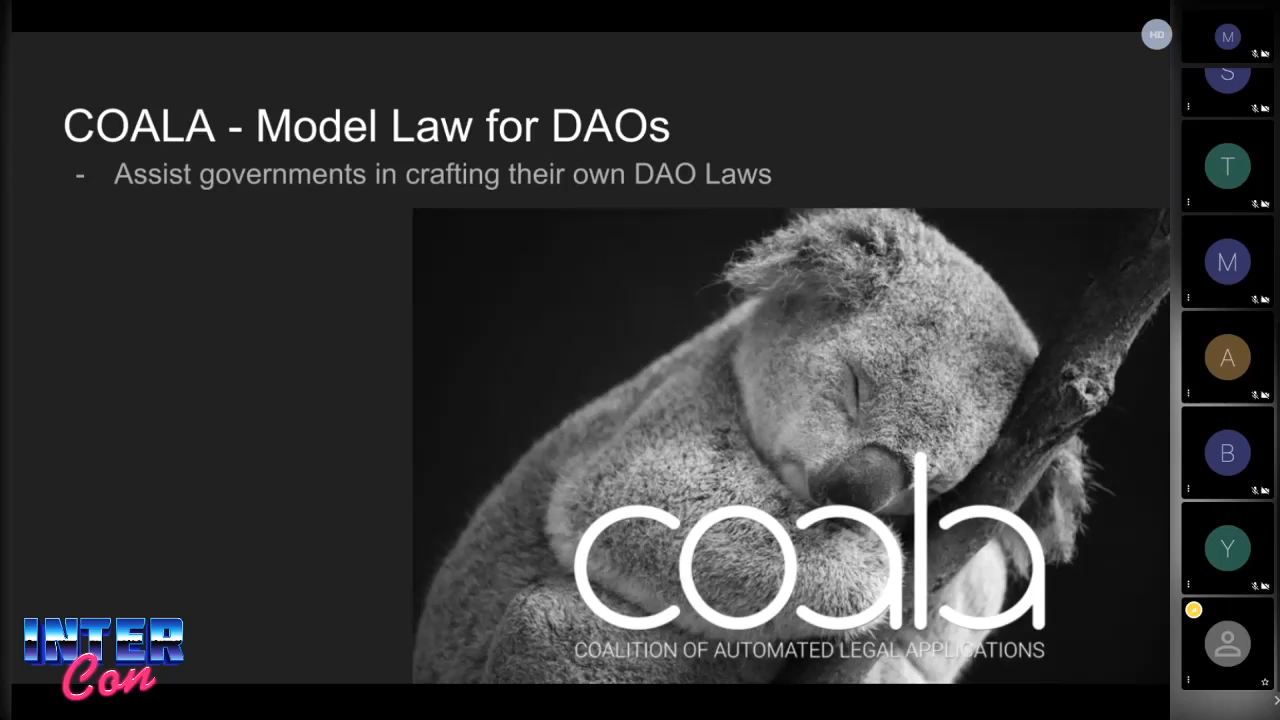 COALA - Model Law for DAOs
- Assist governments in crafting their own DAO Laws
coala
COALITION OF AUTOMATED LEGAL APPLICATIONS
INTER
Con
HD
M
S
T
M
A
B
Y